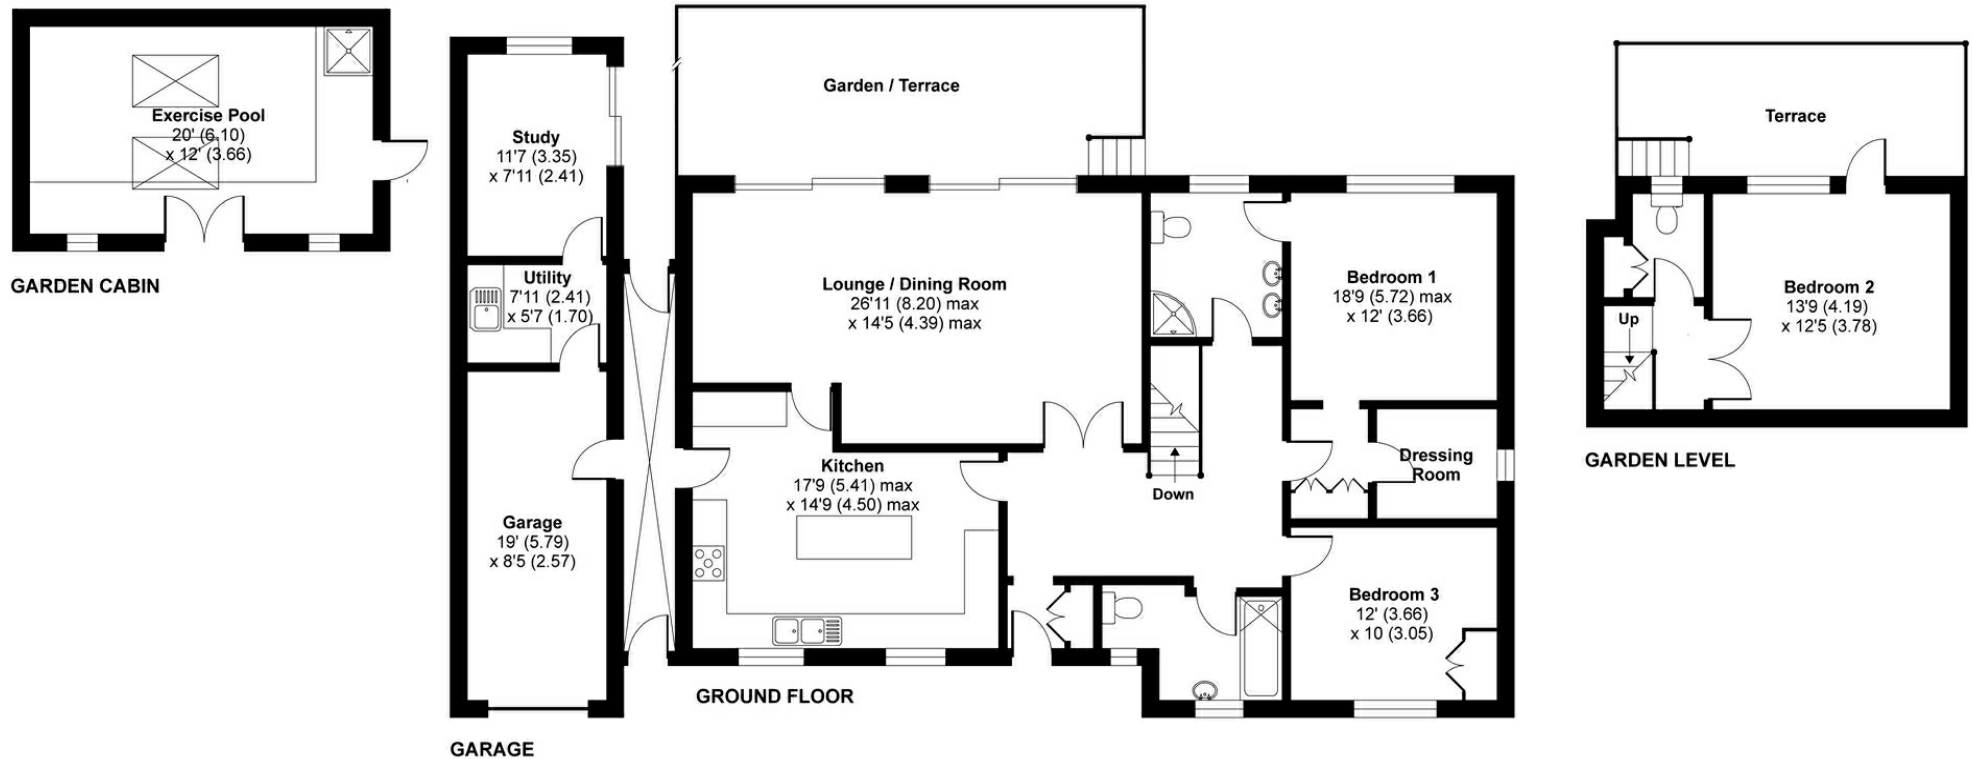 Exercise Pool
20' (6.10)
x 12' (3.66)
GARDEN CABIN
Study
11'7 (3.35)
x 7'11 (2.41)
Utility
7'11 (2.41)
x 5'7 (1.70)
Garage
19' (5.79)
x 8'5 (2.57)
GARAGE
Garden / Terrace
Lounge / Dining Room
26'11 (8.20) max
x 14'5 (4.39) max
Kitchen
17'9 (5.41) max
x 14'9 (4.50) max
Down
Bedroom 1
18'9 (5.72) max
x 12' (3.66)
Dressing
Room
Bedroom 3
12' (3.66)
x 10 (3.05)
GROUND FLOOR
Terrace
Bedroom 2
13'9 (4.19)
x 12'5 (3.78)
Up
GARDEN LEVEL